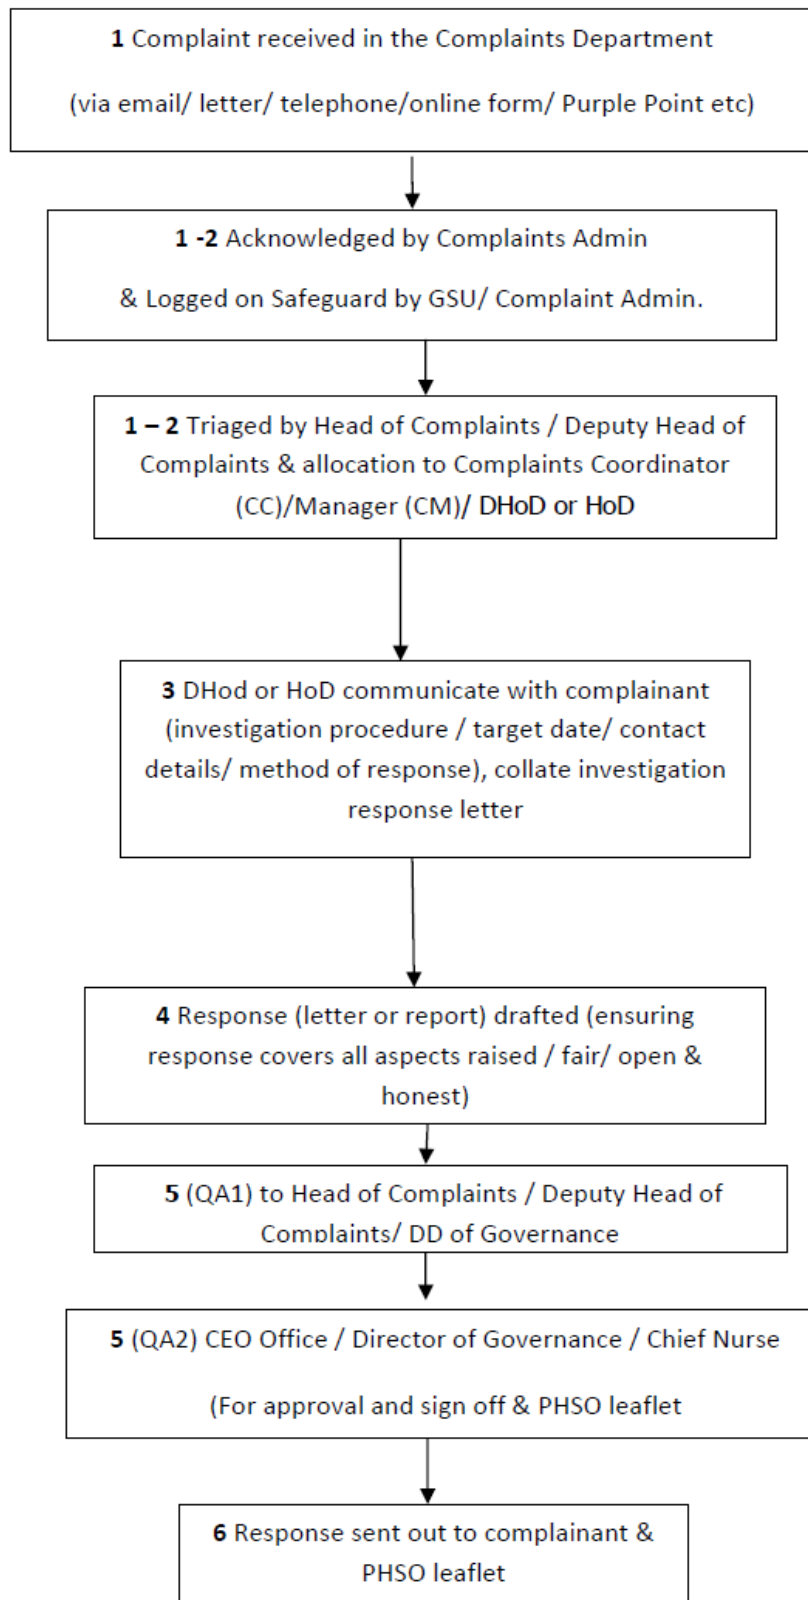 1 Complaint received in the Complaints Department
(via email/ letter/ telephone/online form/ Purple Point etc)
1 -2 Acknowledged by Complaints Admin
& Logged on Safeguard by GSU/ Complaint Admin.
1 – 2 Triaged by Head of Complaints / Deputy Head of
Complaints & allocation to Complaints Coordinator
(CC)/Manager (CM)/ DHoD or HoD
3 DHod or HoD communicate with complainant
(investigation procedure / target date/ contact
details/ method of response), collate investigation
response letter
4 Response (letter or report) drafted (ensuring
response covers all aspects raised / fair/ open &
honest)
5 (QA1) to Head of Complaints / Deputy Head of
Complaints/ DD of Governance
5 (QA2) CEO Office / Director of Governance / Chief Nurse
(For approval and sign off & PHSO leaflet
6 Response sent out to complainant &
PHSO leaflet